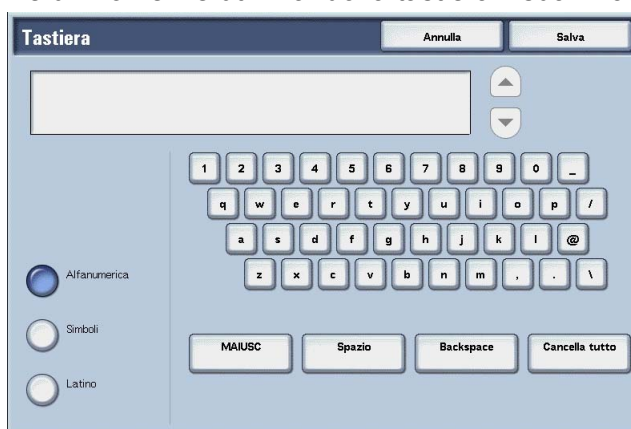 Tastiera Annulla Salva
1 2 3 4 5 6 7 8 9 0 _
q w e r t y u i o p /
a s d f g h j k l @
z x c v b n m , . \
Alfanumerica
Simboli
Latino
MAIUSC Spazio Backspace Cancella tutto